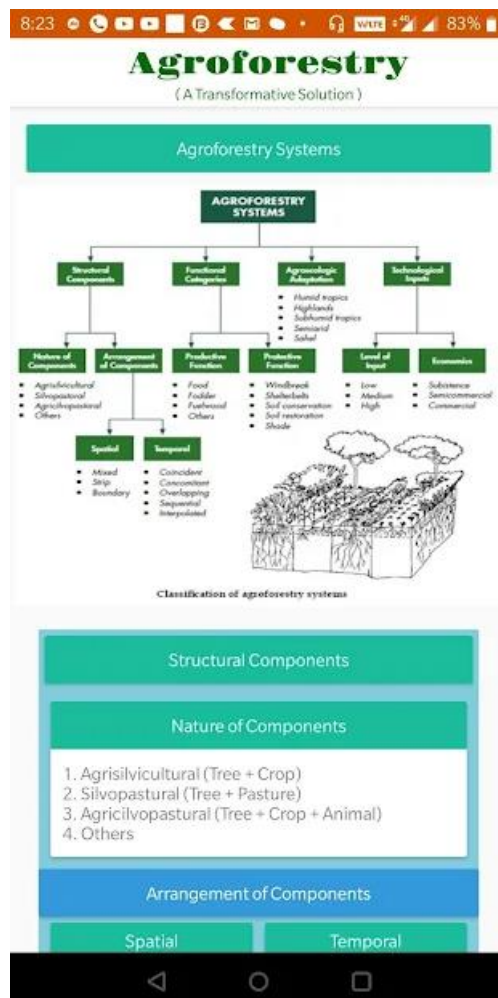 8:23
VoLTE
4G
83%
Agroforestry
( A Transformative Solution )
Agroforestry Systems
AGROFORESTRY
SYSTEMS
Structural
Components
Functional
Categories
Agroecologic
Adaptation
Technological
Inputs
Humid tropics
Highlands
Subhumid tropics
Semiarid
Sahel
Nature of
Components
Arrangement
of Components
Productive
Function
Protective
Function
Level of
Input
Economics
Agrisilvicultural
Silvopastoral
Agricilvopastoral
Others
Food
Fodder
Fuelwood
Others
Windbreak
Shelterbelts
Soil conservation
Soil restoration
Shade
Low
Medium
High
Subsistence
Semicommercial
Commercial
Spatial
Temporal
Mixed
Strip
Boundary
Coincident
Concomitant
Overlapping
Sequential
Interpolated
Classification of agroforestry systems
Structural Components
Nature of Components
1. Agrisilvicultural (Tree + Crop)
2. Silvopastural (Tree + Pasture)
3. Agricilvopastural (Tree + Crop + Animal)
4. Others
Arrangement of Components
Spatial
Temporal